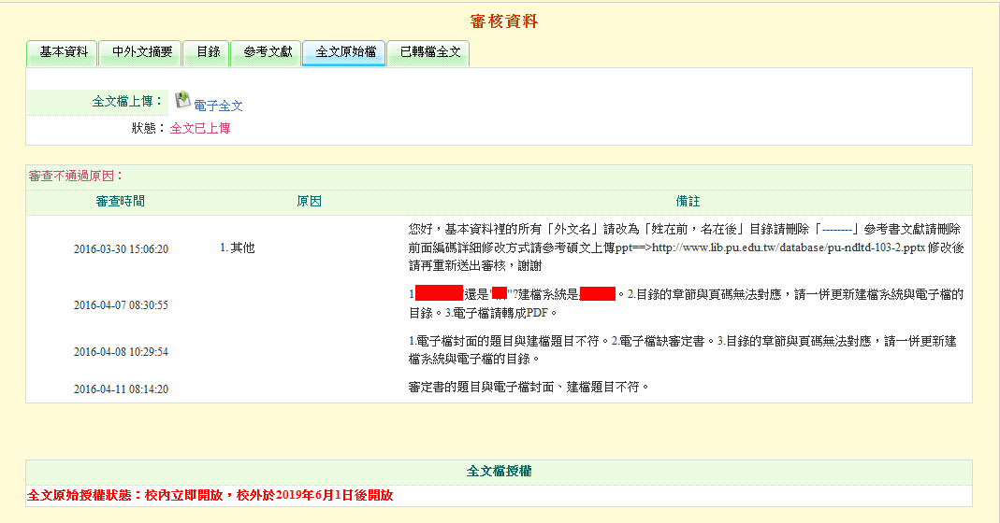 審核資料
基本資料 中外文摘要 目錄 參考文獻 全文原始檔 已轉檔全文
全文檔上傳： 電子全文
狀態： 全文已上傳
審查不通過原因：
審查時間 原因 備註
2016-03-30 15:06:20 1. 其他 您好，基本資料裡的所有「外文名」請改為「姓在前，名在後」目錄請刪除「--------」參考書文獻請刪除
前面編碼詳細修改方式請參考碩文上傳ppt==>http://www.lib.pu.edu.tw/database/pu-ndltd-103-2.pptx 修改後
請再重新送出審核，謝謝
2016-04-07 08:30:55 1 "還是" "?建檔系統是 。2.目錄的章節與頁碼無法對應，請一併更新建檔系統與電子檔的
目錄。3.電子檔請轉成PDF。
2016-04-08 10:29:54 1.電子檔封面的題目與建檔題目不符。2.電子檔缺審定書。3.目錄的章節與頁碼無法對應，請一併更新建
檔系統與電子檔的目錄。
2016-04-11 08:14:20 審定書的題目與電子檔封面、建檔題目不符。
全文檔授權
全文原始授權狀態：校內立即開放，校外於2019年6月1日後開放